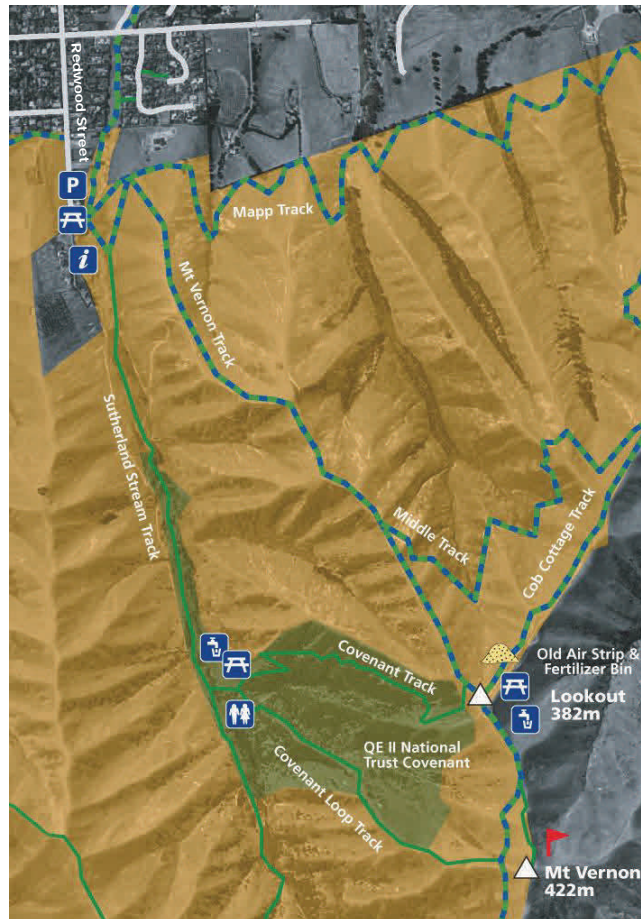 Redwood Street
P
i
Mapp Track
Mt Vernon Track
Sutherland Stream Track
Middle Track
Cob Cottage Track
Old Air Strip &
Fertilizer Bin
Covenant Track
Lookout
382m
QE II National
Trust Covenant
Covenant Loop Track
Mt Vernon
422m